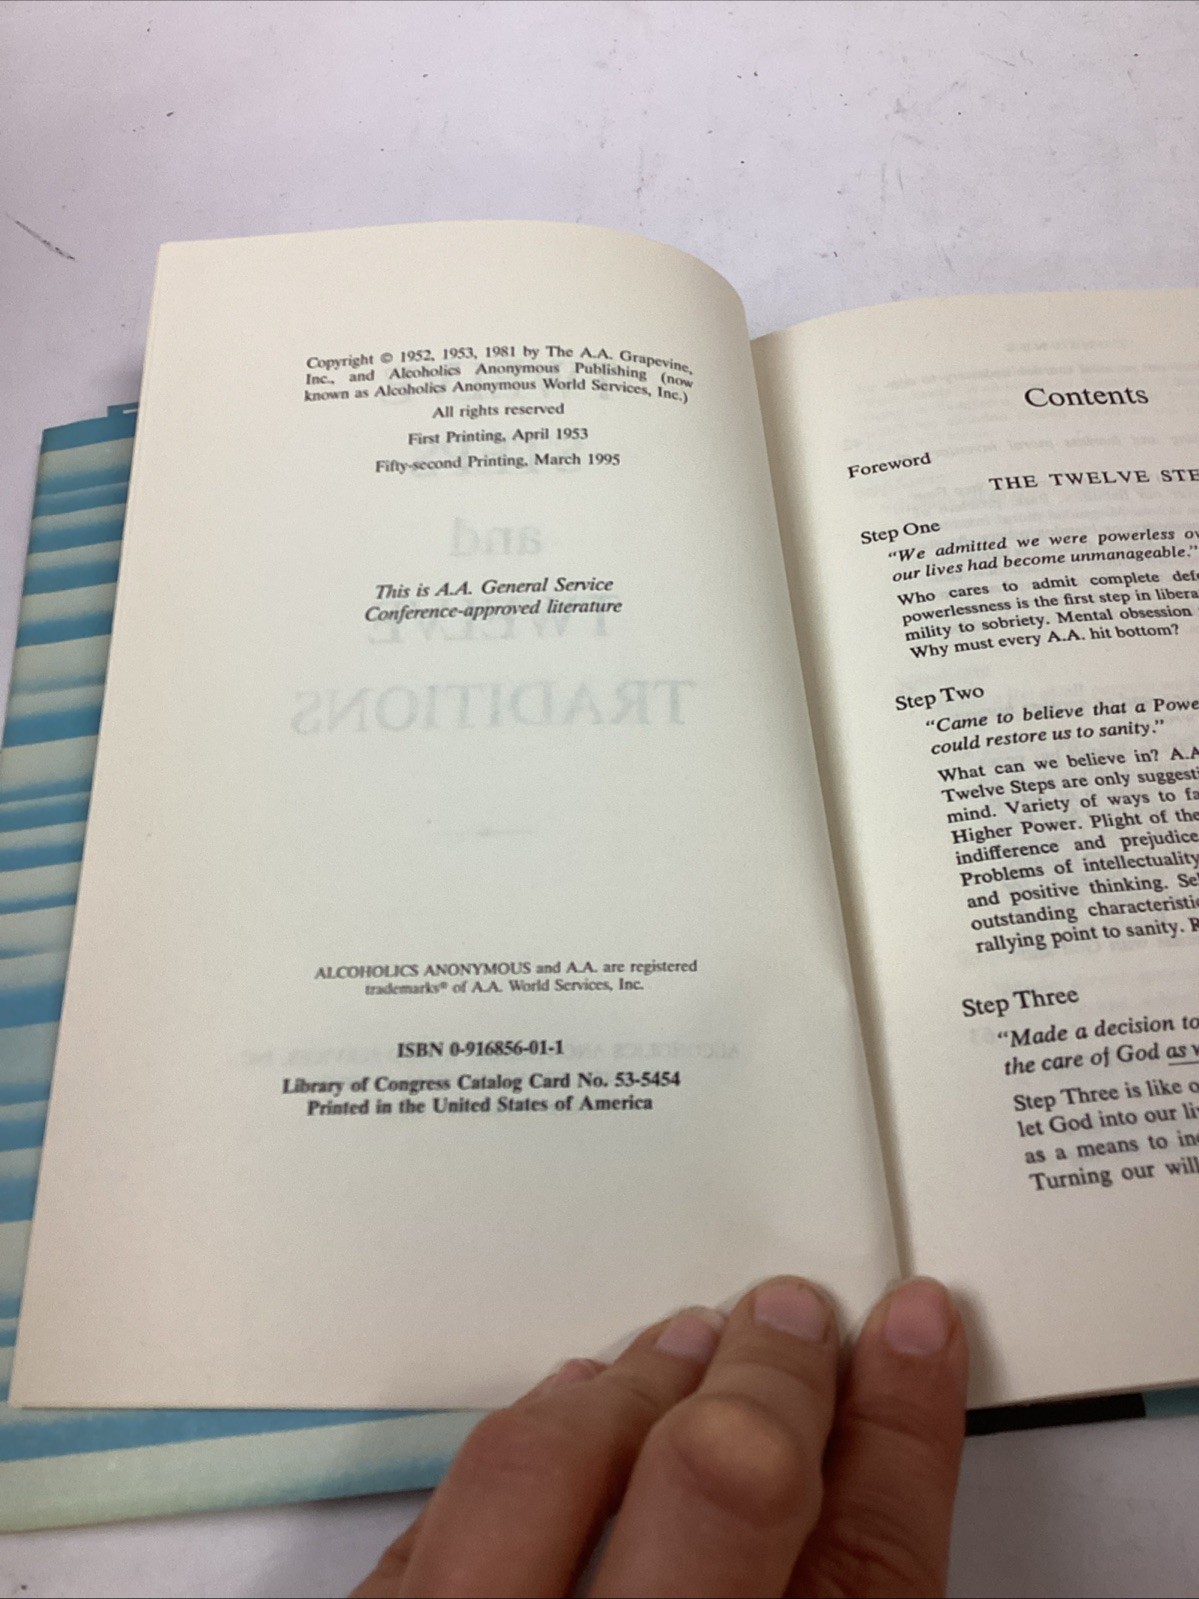 Copyright © 1952, 1953, 1981 by The A.A. Grapevine,
Inc., and Alcoholics Anonymous Publishing (now
known as Alcoholics Anonymous World Services, Inc.)
All rights reserved
First Printing, April 1953
Fifty-second Printing, March 1995
and
This is A.A. General Service
Conference-approved literature
TWELVE
TRADITIONS
ALCOHOLICS ANONYMOUS and A.A. are registered
trademarks® of A.A. World Services, Inc.
ISBN 0-916856-01-1
Library of Congress Catalog Card No. 53-5454
Printed in the United States of America
Contents
Foreword
THE TWELVE STE
Step One
"We admitted we were powerless ov
our lives had become unmanageable."
Who cares to admit complete defe
powerlessness is the first step in libera
mility to sobriety. Mental obsession
Why must every A.A. hit bottom?
Step Two
"Came to believe that a Powe
could restore us to sanity."
What can we believe in? A.A
Twelve Steps are only suggesti
mind. Variety of ways to fa
Higher Power. Plight of the
indifference and prejudice
Problems of intellectuality
and positive thinking. Sel
outstanding characteristic
rallying point to sanity. R
Step Three
"Made a decision to
the care of God as w
Step Three is like o
let God into our li
as a means to in
Turning our will